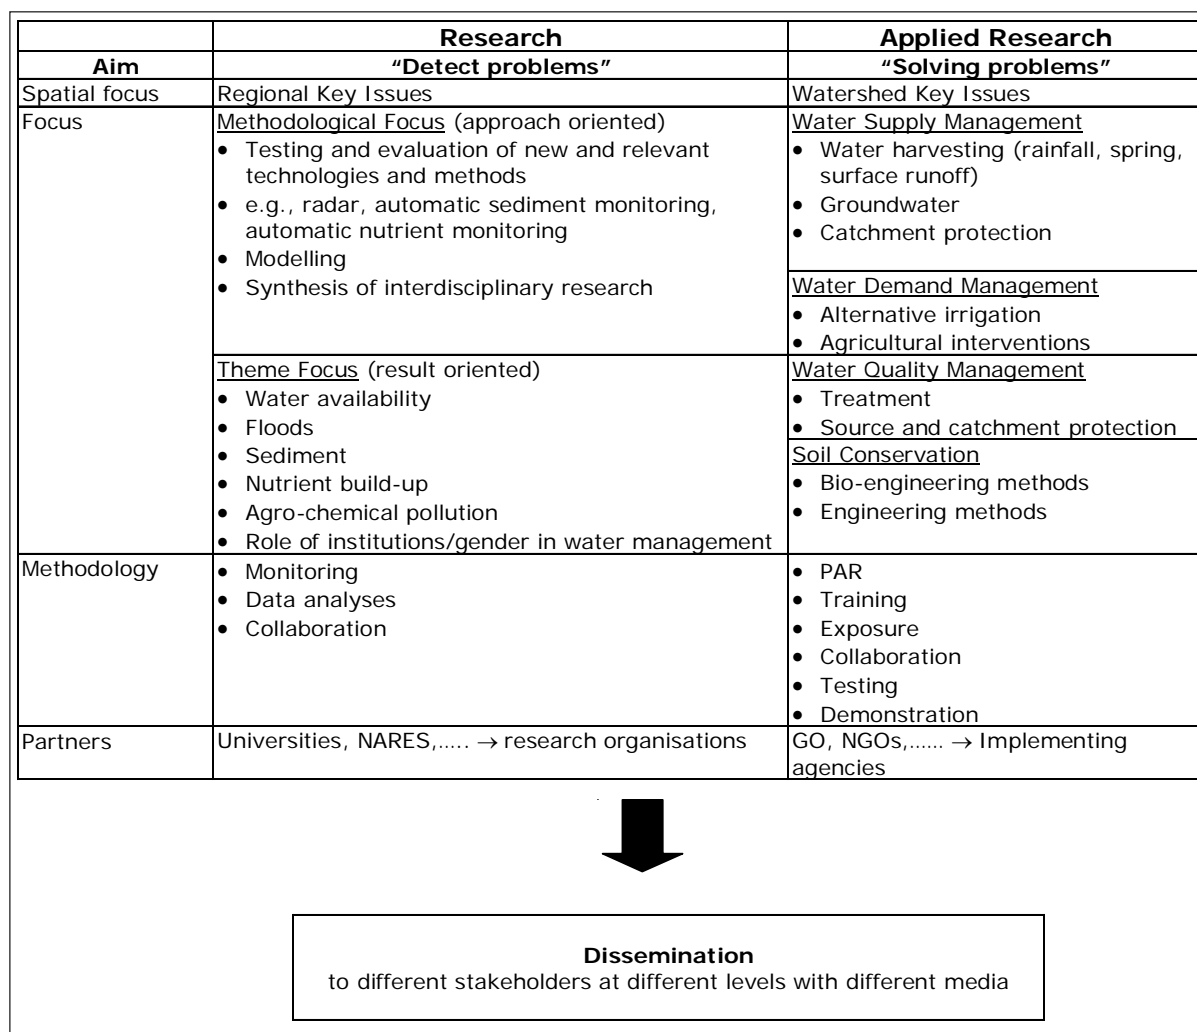 Research
Applied Research
Aim
“Detect problems”
“Solving problems”
Spatial focus
Regional Key Issues
Watershed Key Issues
Focus
Methodological Focus (approach oriented)
• Testing and evaluation of new and relevant
technologies and methods
• e.g., radar, automatic sediment monitoring,
automatic nutrient monitoring
• Modelling
• Synthesis of interdisciplinary research
Theme Focus (result oriented)
• Water availability
• Floods
• Sediment
• Nutrient build-up
• Agro-chemical pollution
• Role of institutions/gender in water management
Water Supply Management
• Water harvesting (rainfall, spring,
surface runoff)
• Groundwater
• Catchment protection
Water Demand Management
• Alternative irrigation
• Agricultural interventions
Water Quality Management
• Treatment
• Source and catchment protection
Soil Conservation
• Bio-engineering methods
• Engineering methods
Methodology
• Monitoring
• Data analyses
• Collaboration
• PAR
• Training
• Exposure
• Collaboration
• Testing
• Demonstration
Partners
Universities, NARES,..... → research organisations
GO, NGOs,...... → Implementing
agencies
Dissemination
to different stakeholders at different levels with different media